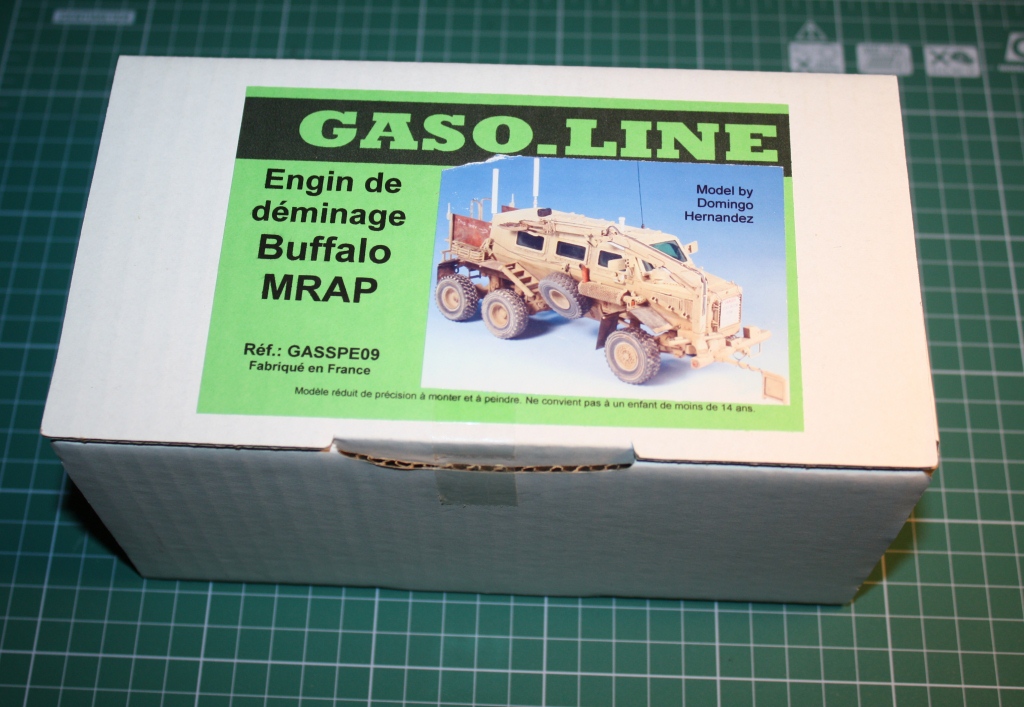 GASO.LINE
Engin de
déminage
Buffalo
MRAP
Model by
Domingo
Hernandez
Réf.: GASSPE09
Fabriqué en France
Modèle réduit de précision à monter et à peindre. Ne convient pas à un enfant de moins de 14 ans.